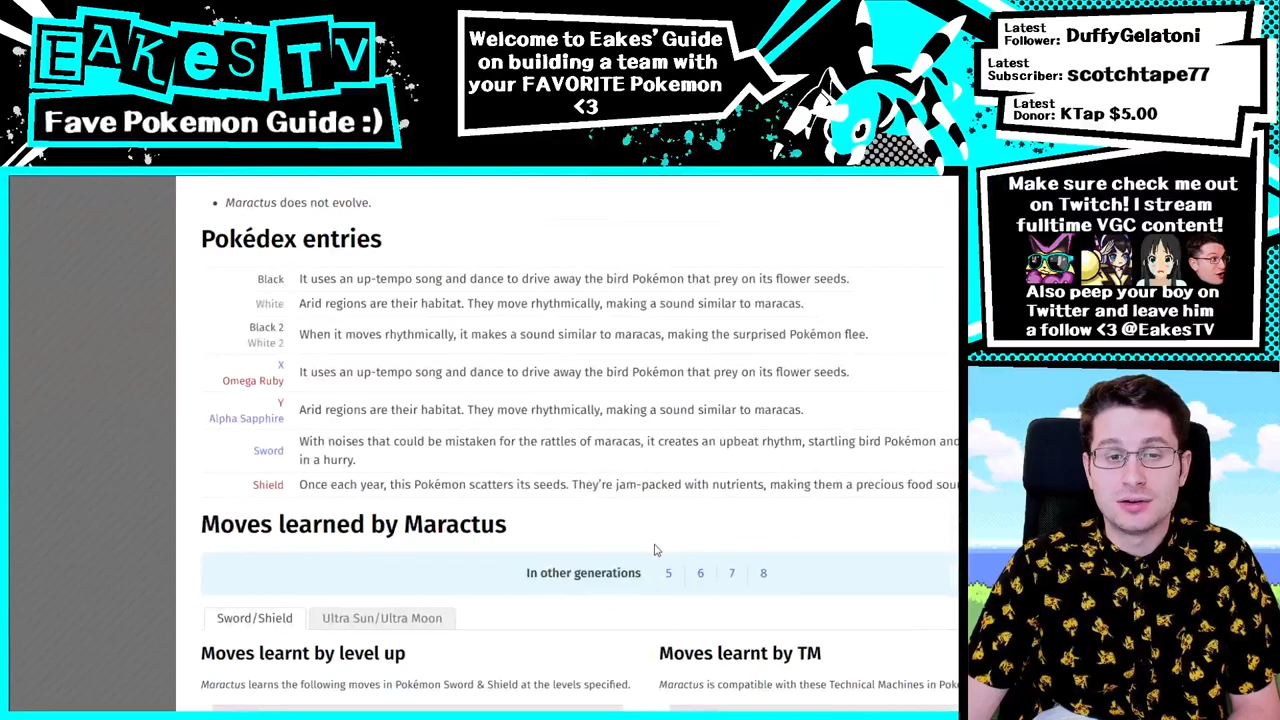 EAKES TV
Fave Pokemon Guide :)
Welcome to Eakes' Guide
on building a team with
your FAVORITE Pokemon
<3
Latest
Follower: DuffyGelatoni
Latest
Subscriber: scotchtape77
Latest
Donor: KTap $5.00
Make sure check me out
on Twitch! I stream
fulltime VGC content!
Also peep your boy on
Twitter and leave him
a follow <3 @EakesTV
• Maractus does not evolve.
Pokédex entries
Black It uses an up-tempo song and dance to drive away the bird Pokémon that prey on its flower seeds.
White Arid regions are their habitat. They move rhythmically, making a sound similar to maracas.
Black 2
White 2
When it moves rhythmically, it makes a sound similar to maracas, making the surprised Pokémon flee.
X
Omega Ruby
It uses an up-tempo song and dance to drive away the bird Pokémon that prey on its flower seeds.
Y
Alpha Sapphire
Arid regions are their habitat. They move rhythmically, making a sound similar to maracas.
Sword
With noises that could be mistaken for the rattles of maracas, it creates an upbeat rhythm, startling bird Pokémon and
in a hurry.
Shield Once each year, this Pokémon scatters its seeds. They're jam-packed with nutrients, making them a precious food sou
Moves learned by Maractus
In other generations 5 6 7 8
Sword/Shield Ultra Sun/Ultra Moon
Moves learnt by level up
Maractus learns the following moves in Pokémon Sword & Shield at the levels specified.
Moves learnt by TM
Maractus is compatible with these Technical Machines in Poké